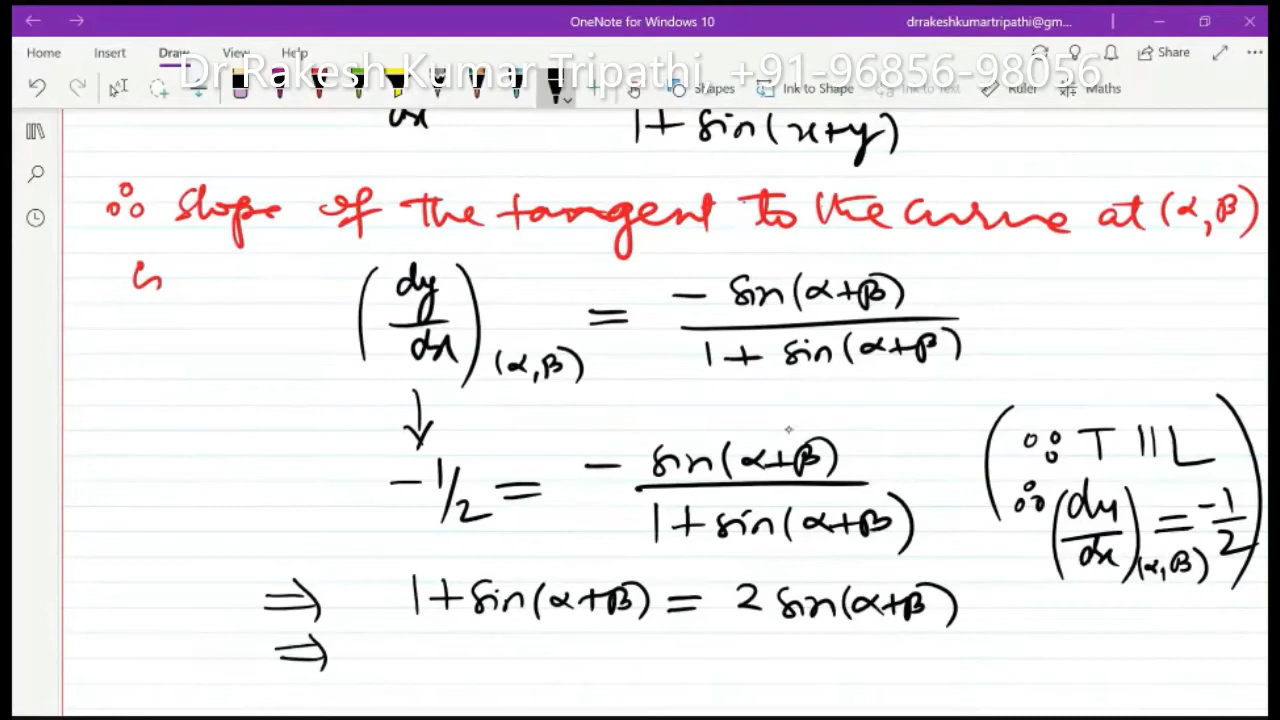 OneNote for Windows 10
drrakeshkumartripathi@gm...
Home Insert Draw View Help Share
Dr Rakesh Kumar Tripathi +91-96856-98056
Shapes Ink to Shape Ink to Text Ruler Maths
dx 1 + sin(x+y)
∴ slope of the tangent to the curve at (α, β)
is
(dy/dx)(α, β) = - sin(α+β) / 1 + sin(α+β)
↓
-1/2 = - sin(α+β) / 1 + sin(α+β)
(∵ T || L
∴ (dy/dx)(α, β) = -1/2)
⇒ 1 + sin(α+β) = 2 sin(α+β)
⇒